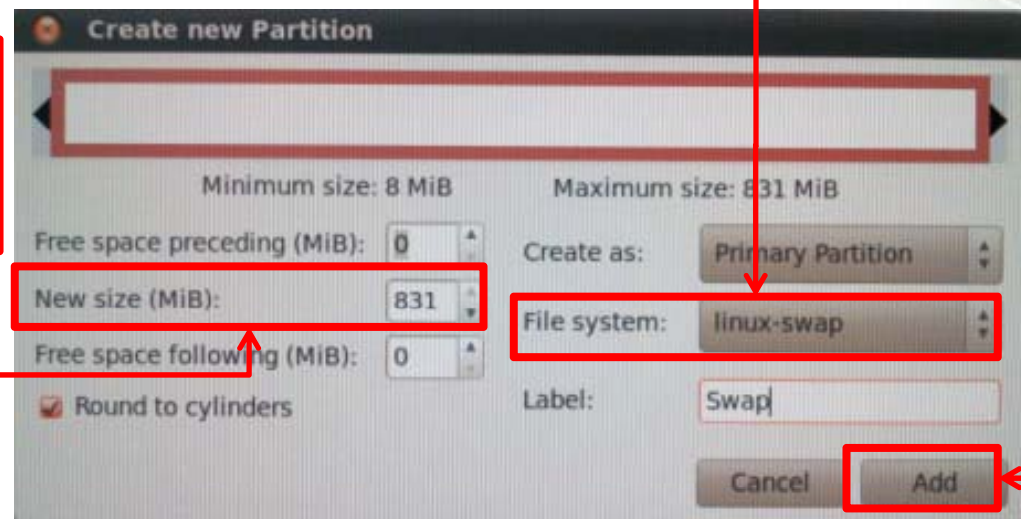 Create new Partition
Minimum size: 8 MiB
Maximum size: 831 MiB
Free space preceding (MiB): 0
Create as: Primary Partition
New size (MiB): 831
File system: linux-swap
Free space following (MiB): 0
Round to cylinders
Label: Swap
Cancel
Add